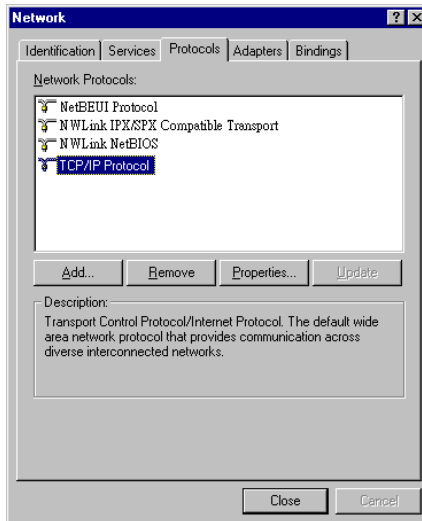 Network
Identification Services Protocols Adapters Bindings
Network Protocols:
NetBEUI Protocol
NWLink IPX/SPX Compatible Transport
NWLink NetBIOS
TCP/IP Protocol
Add... Remove Properties... Update
Description:
Transport Control Protocol/Internet Protocol. The default wide
area network protocol that provides communication across
diverse interconnected networks.
Close Cancel